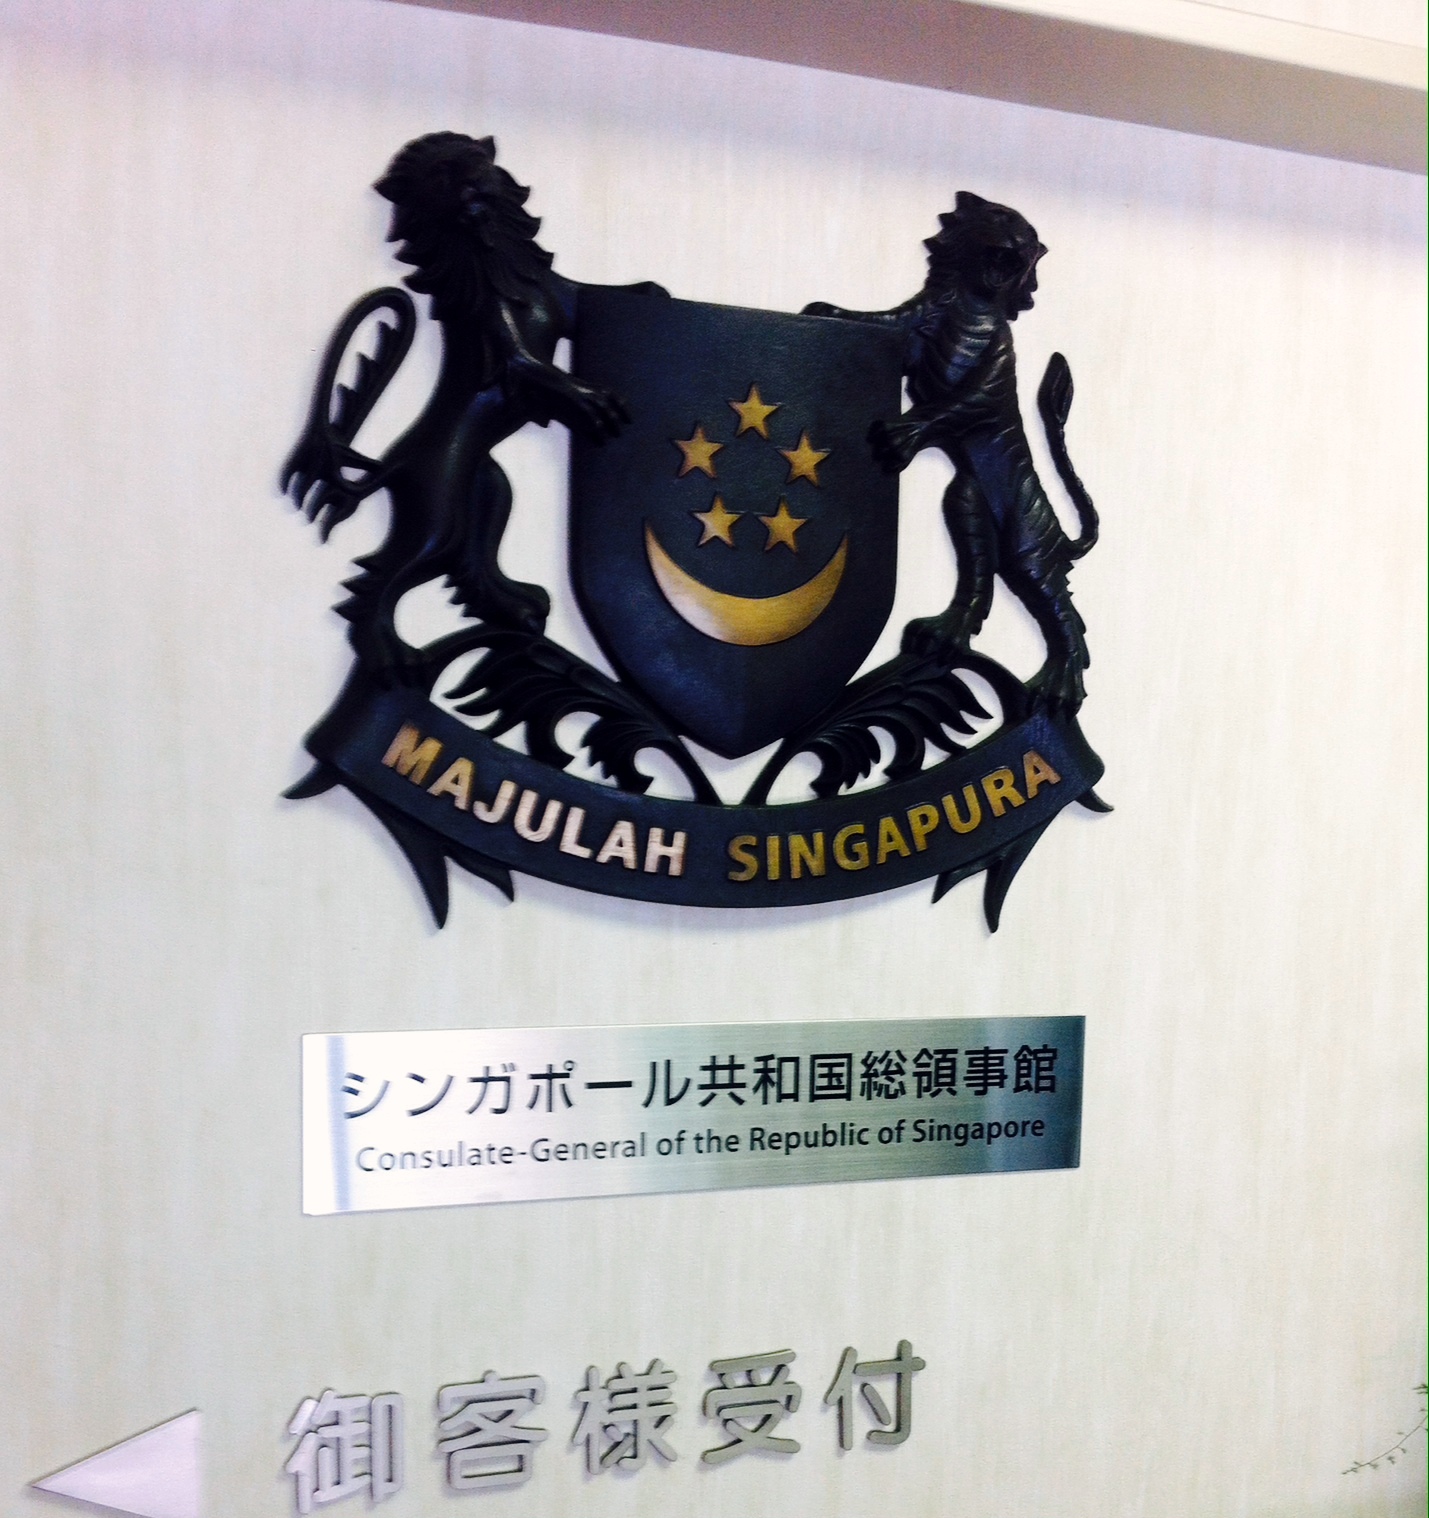 MAJULAH SINGAPURA
シンガポール共和国総領事館
Consulate-General of the Republic of Singapore
御客様受付